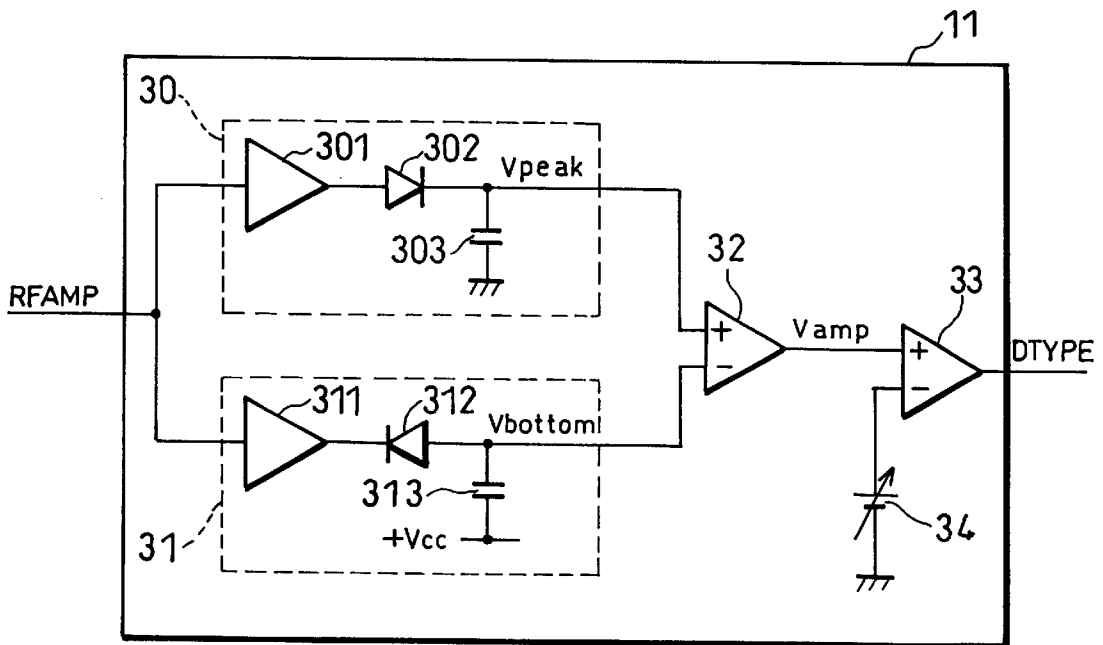 11
30
301
302
Vpeak
303
32
33
RFAMP
Vamp
DTYPE
+
-
+
-
311
312
Vbottom
313
34
31
+Vcc